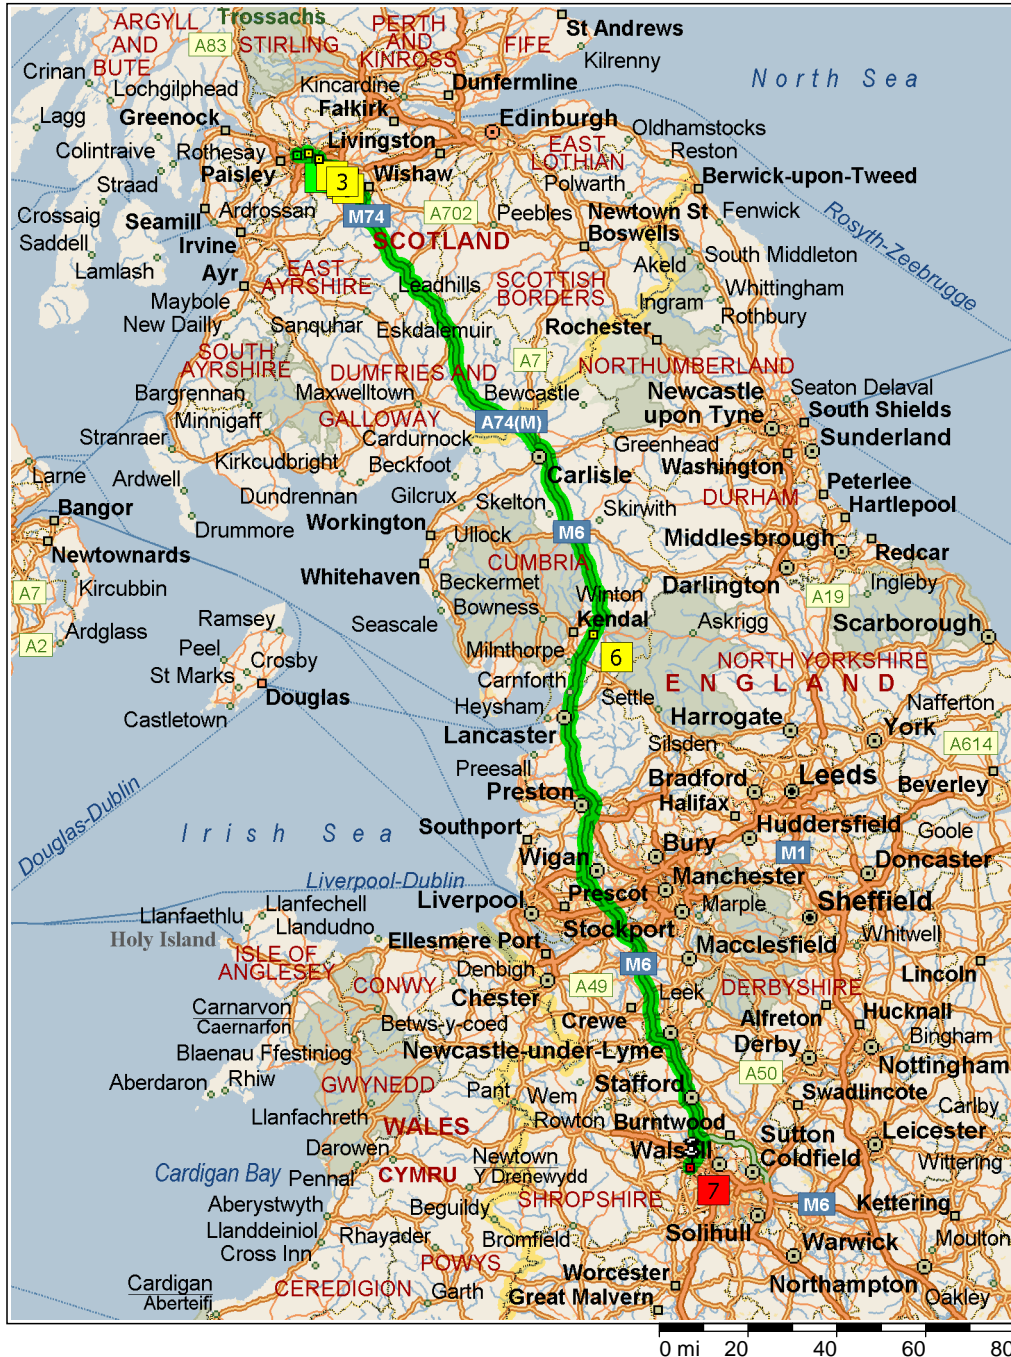 ARGYLL
AND
BUTE
Trossachs
STIRLING
PERTH
AND
KINROSS
FIFE
St Andrews
Kilrenny
A83
Crinan
Lochgilphead
Kincardine
Dunfermline
North Sea
Lagg
Greenock
Falkirk
Edinburgh
Colintraive
Rothesay
Livingston
EAST
LOTHIAN
Oldhamstocks
Reston
Straad
Paisley
3
Wishaw
Polwarth
Berwick-upon-Tweed
Crossaig
Seamill
Ardrossan
M74
A702
Peebles
Newtown St
Boswells
Fenwick
Rosyth-Zeebrugge
Saddell
Irvine
SCOTLAND
South Middleton
Lamlash
Ayr
EAST
AYRSHIRE
Leadhills
SCOTTISH
BORDERS
Akeld
Whittingham
Maybole
Ingram
Rothbury
New Dailly
Sanquhar
Eskdalemuir
Rochester
SOUTH
AYRSHIRE
A7
NORTHUMBERLAND
DUMFRIES AND
GALLOWAY
Bargrennan
Maxwelltown
Bewcastle
Newcastle
upon Tyne
Seaton Delaval
South Shields
Minnigaff
A74(M)
Stranraer
Cardurnock
Greenhead
Sunderland
Larne
Ardwell
Kirkcudbright
Beckfoot
Carlisle
Washington
Peterlee
Bangor
Dundrennan
Gilcrux
Skelton
Skirwith
DURHAM
Hartlepool
Drummore
Workington
Ullock
M6
Middlesbrough
Redcar
Newtownards
CUMBRIA
Whitehaven
Beckermet
Winton
Darlington
A19
Ingleby
A7
Kircubbin
Bowness
Kendal
Askrigg
Scarborough
Ardglass
A2
Ramsey
Seascale
Peel
Crosby
Milnthorpe
6
NORTH YORKSHIRE
St Marks
Douglas
Carnforth
Settle
ENGLAND
Nafferton
Castletown
Heysham
Harrogate
York
Lancaster
Silsden
A614
Preesall
Bradford
Leeds
Beverley
Preston
Halifax
Douglas-Dublin
Irish Sea
Southport
Huddersfield
Goole
Wigan
Bury
M1
Doncaster
Liverpool-Dublin
Prescot
Manchester
Llanfaethlu
Llanfechell
Liverpool
Marple
Sheffield
Llandudno
Stockport
Holy Island
Ellesmere Port
Macclesfield
Whitwell
ISLE OF
ANGLESEY
Denbigh
M6
Lincoln
CONWY
Chester
A49
Leek
DERBYSHIRE
Carnarvon
Caernarfon
Betws-y-coed
Crewe
Alfreton
Hucknall
Bingham
Blaenau Ffestiniog
Newcastle-under-Lyme
Derby
Nottingham
Aberdaron
Rhiw
GWYNEDD
Pant
Wem
Stafford
A50
Swadlincote
Carlby
Llanfachreth
Rowton
Burntwood
WALES
Sutton
Coldfield
Leicester
Darowen
Walsall
Wittering
Cardigan Bay
Pennal
CYMRU
Newtown
Y Drenewydd
7
Aberystwyth
SHROPSHIRE
M6
Kettering
Beguildy
Llanddeiniol
Rhayader
Bromfield
Solihull
Moulton
Cross Inn
Warwick
POWYS
Cardigan
Aberteifi
CEREDIGION
Garth
Worcester
Northampton
Great Malvern
Oakley
0 mi 20 40 60 80